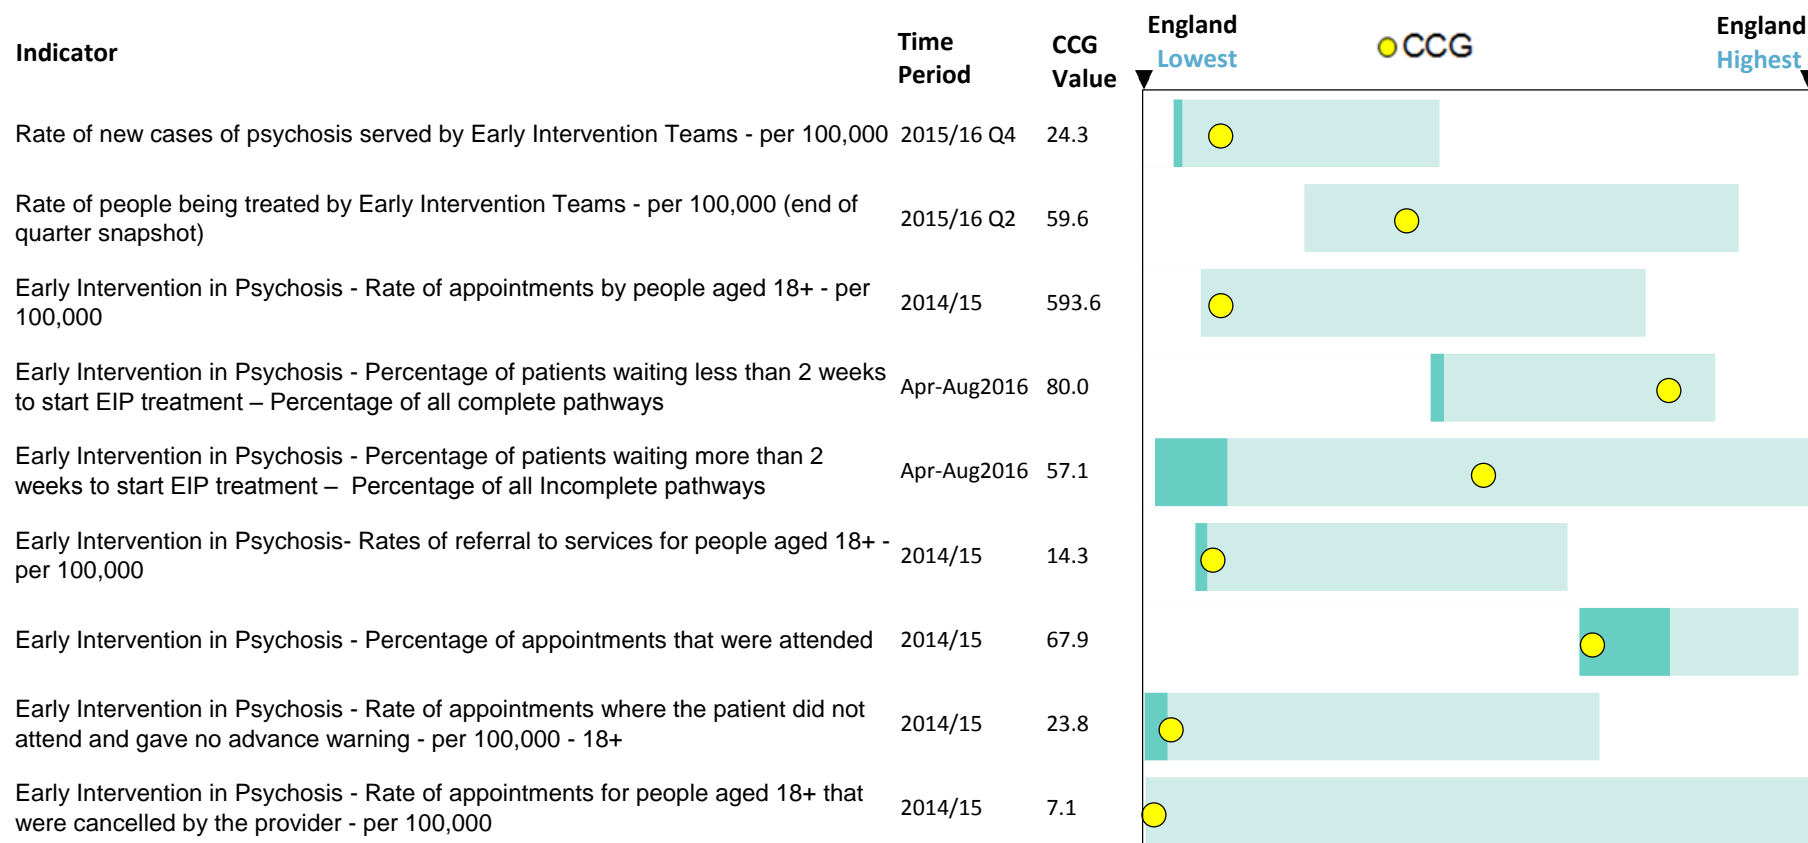 Indicator
Time
Period
CCG
Value
England
Lowest
CCG
England
Highest
Rate of new cases of psychosis served by Early Intervention Teams - per 100,000 2015/16 Q4 24.3
Rate of people being treated by Early Intervention Teams - per 100,000 (end of
quarter snapshot)
2015/16 Q2 59.6
Early Intervention in Psychosis - Rate of appointments by people aged 18+ - per
100,000
2014/15 593.6
Early Intervention in Psychosis - Percentage of patients waiting less than 2 weeks
to start EIP treatment – Percentage of all complete pathways
Apr-Aug2016 80.0
Early Intervention in Psychosis - Percentage of patients waiting more than 2
weeks to start EIP treatment – Percentage of all Incomplete pathways
Apr-Aug2016 57.1
Early Intervention in Psychosis- Rates of referral to services for people aged 18+ -
per 100,000
2014/15 14.3
Early Intervention in Psychosis - Percentage of appointments that were attended 2014/15 67.9
Early Intervention in Psychosis - Rate of appointments where the patient did not
attend and gave no advance warning - per 100,000 - 18+
2014/15 23.8
Early Intervention in Psychosis - Rate of appointments for people aged 18+ that
were cancelled by the provider - per 100,000
2014/15 7.1